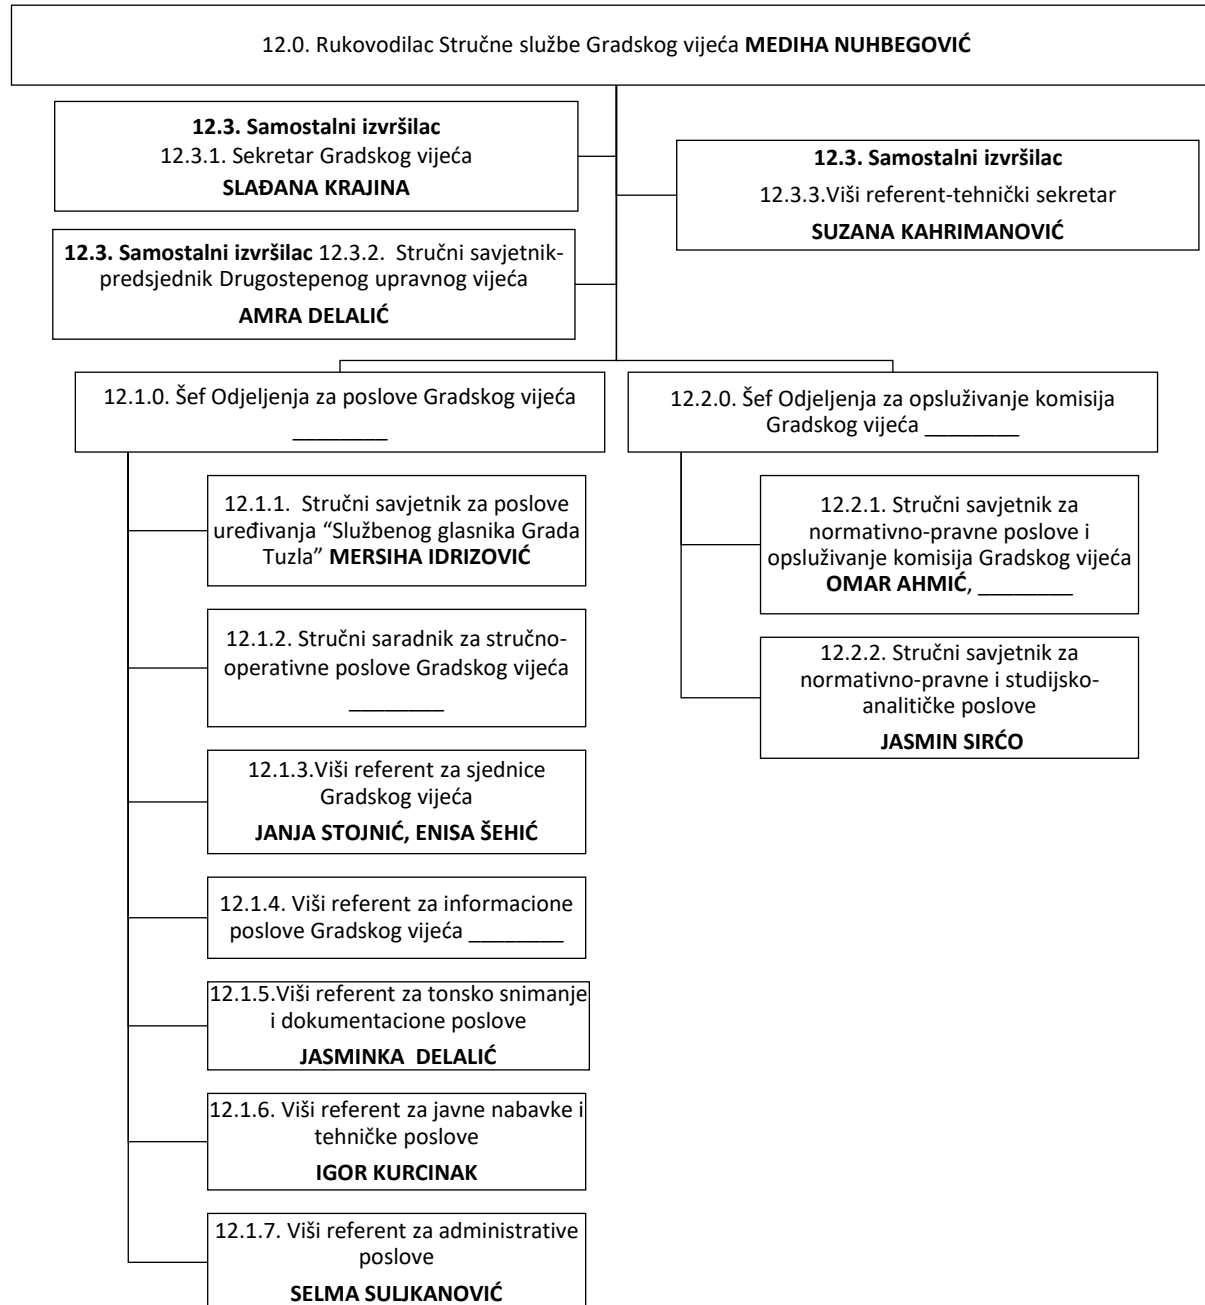 12.0. Rukovodilac Stručne službe Gradskog vijeća MEDIHA NUHBEGOVIĆ
12.3. Samostalni izvršilac
12.3.1. Sekretar Gradskog vijeća
SLAĐANA KRAJINA
12.3. Samostalni izvršilac
12.3.3.Viši referent-tehnički sekretar
SUZANA KAHRIMANOVIĆ
12.3. Samostalni izvršilac 12.3.2. Stručni savjetnik-
predsjednik Drugostepenog upravnog vijeća
AMRA DELALIĆ
12.1.0. Šef Odjeljenja za poslove Gradskog vijeća
________
12.1.1. Stručni savjetnik za poslove
uređivanja “Službenog glasnika Grada
Tuzla” MERSIHA IDRIZOVIĆ
12.1.2. Stručni saradnik za stručno-
operativne poslove Gradskog vijeća
________
12.1.3.Viši referent za sjednice
Gradskog vijeća
JANJA STOJNIĆ, ENISA ŠEHIĆ
12.1.4. Viši referent za informacione
poslove Gradskog vijeća ________
12.1.5.Viši referent za tonsko snimanje
i dokumentacione poslove
JASMINKA DELALIĆ
12.1.6. Viši referent za javne nabavke i
tehničke poslove
IGOR KURCINAK
12.1.7. Viši referent za administrative
poslove
SELMA SULJKANOVIĆ
12.2.0. Šef Odjeljenja za opsluživanje komisija
Gradskog vijeća ________
12.2.1. Stručni savjetnik za
normativno-pravne poslove i
opsluživanje komisija Gradskog vijeća
OMAR AHMIĆ, ________
12.2.2. Stručni savjetnik za
normativno-pravne i studijsko-
analitičke poslove
JASMIN SIRĆO